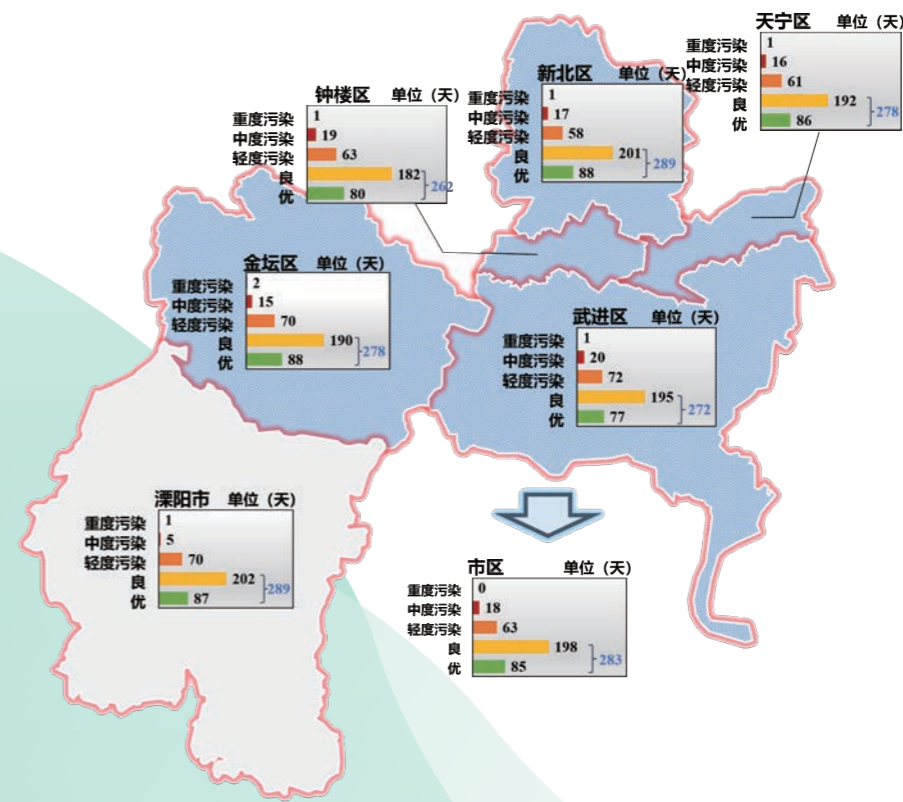 天宁区 单位（天）
重度污染 1
中度污染 16
轻度污染 61
良 192
优 86
278
新北区 单位（天）
重度污染 1
中度污染 17
轻度污染 58
良 201
优 88
289
钟楼区 单位（天）
重度污染 1
中度污染 19
轻度污染 63
良 182
优 80
262
金坛区 单位（天）
重度污染 2
中度污染 15
轻度污染 70
良 190
优 88
278
武进区 单位（天）
重度污染 1
中度污染 20
轻度污染 72
良 195
优 77
272
溧阳市 单位（天）
重度污染 1
中度污染 5
轻度污染 70
良 202
优 87
289
市区 单位（天）
重度污染 0
中度污染 18
轻度污染 63
良 198
优 85
283